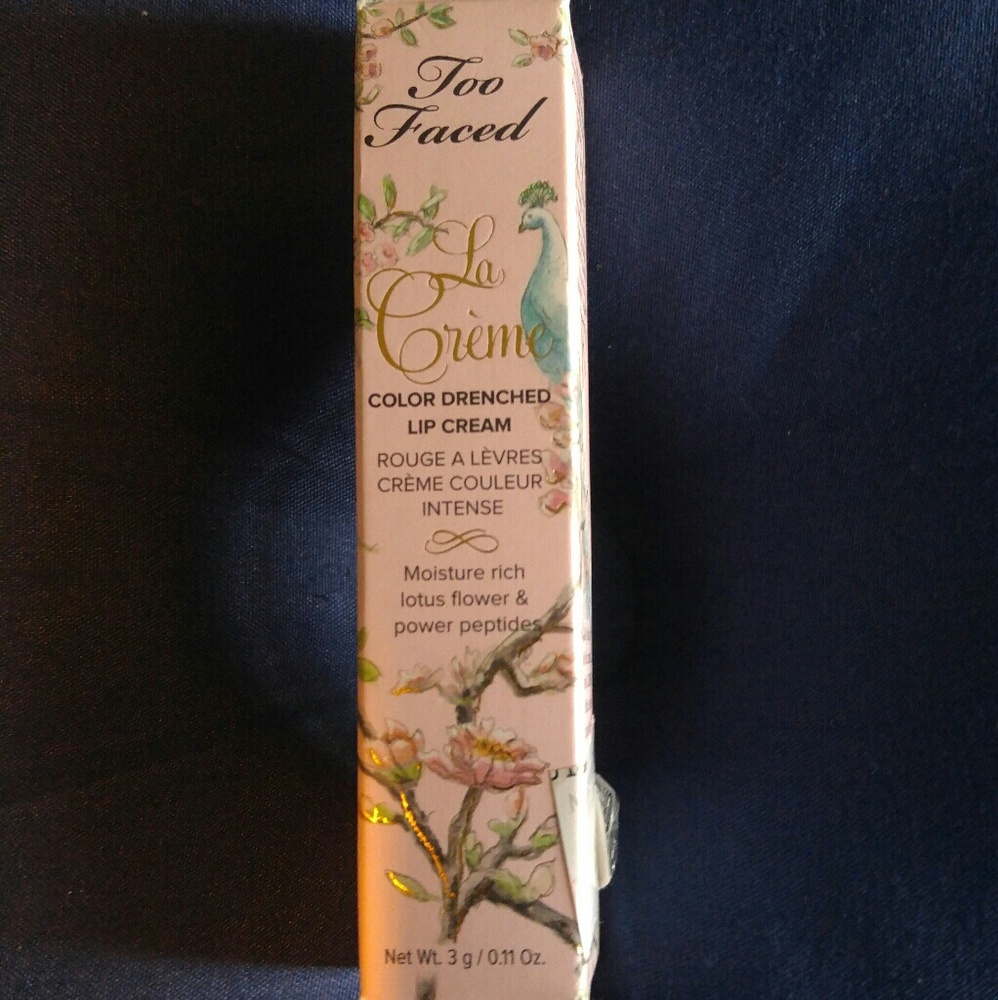 Too
Faced
La
Crème
COLOR DRENCHED
LIP CREAM
ROUGE A LÈVRES
CRÈME COULEUR
INTENSE
Moisture rich
lotus flower &
power peptides
Net Wt. 3 g / 0.11 Oz.